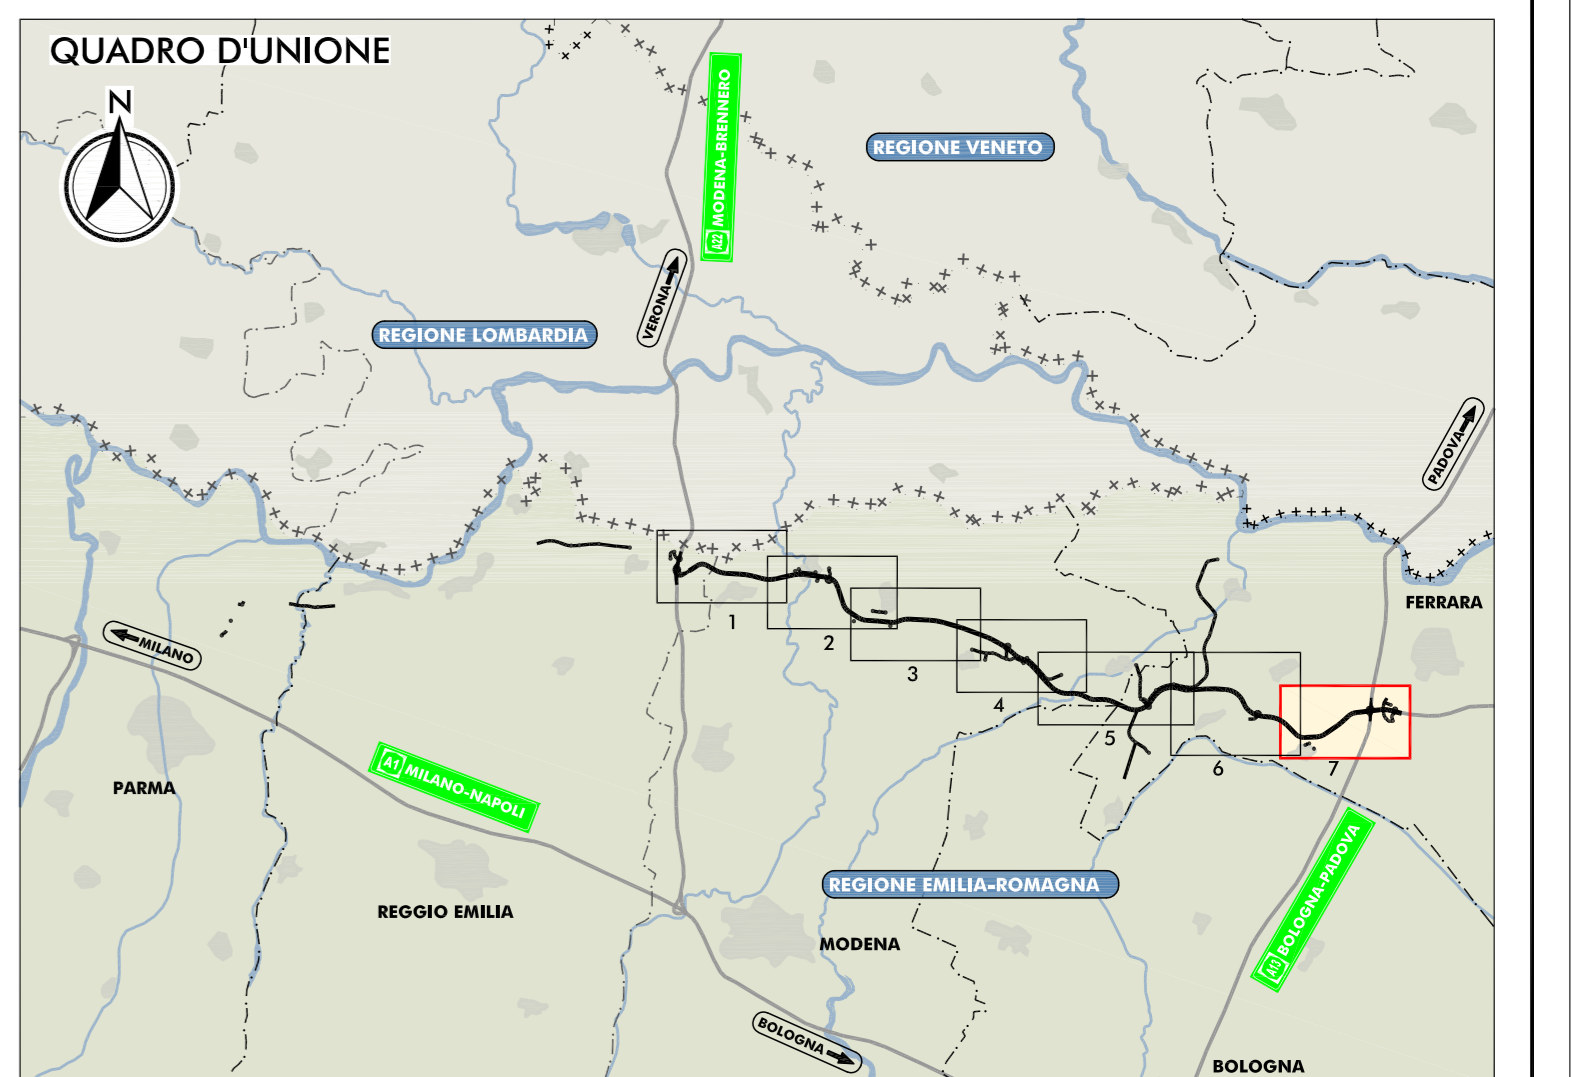 QUADRO D'UNIONE
N
A22 MODENA-BRENNERO
REGIONE VENETO
VERONA
REGIONE LOMBARDIA
PADOVA
FERRARA
MILANO
1
2
3
4
5
6
7
PARMA
A1 MILANO-NAPOLI
REGIONE EMILIA-ROMAGNA
A13 BOLOGNA-PADOVA
REGGIO EMILIA
MODENA
BOLOGNA
BOLOGNA